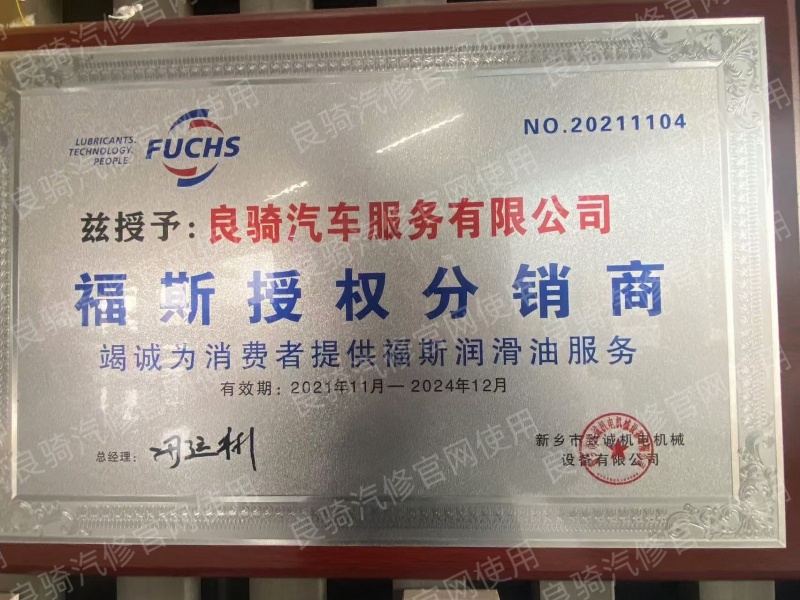 LUBRICANTS.
TECHNOLOGY.
PEOPLE.
FUCHS
NO.20211104
兹授予:良骑汽车服务有限公司
福斯授权分销商
竭诚为消费者提供福斯润滑油服务
有效期:2021年11月—2024年12月
总经理:
新乡市致诚机电机械
设备有限公司
良骑汽修官网使用